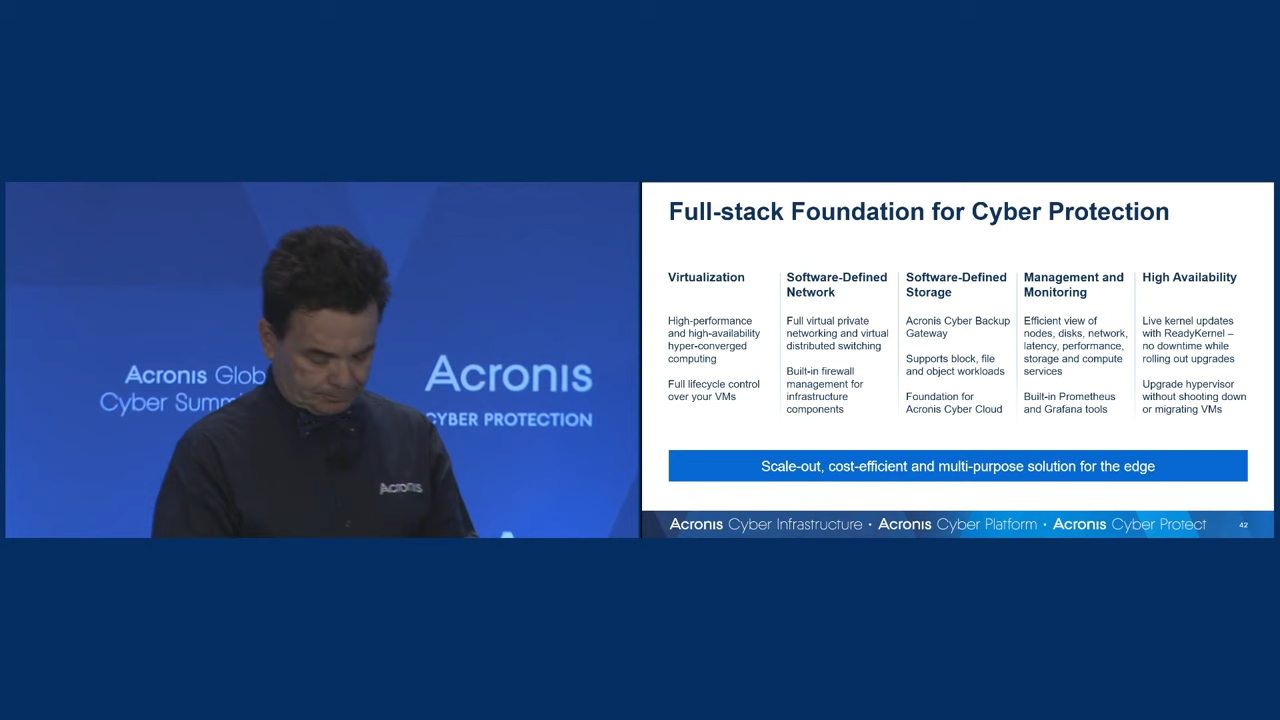 Acronis Glob
Cyber Summ
Acronis
CYBER PROTECTION
Acronis
Full-stack Foundation for Cyber Protection
Virtualization
High-performance
and high-availability
hyper-converged
computing
Full lifecycle control
over your VMs
Software-Defined
Network
Full virtual private
networking and virtual
distributed switching
Built-in firewall
management for
infrastructure
components
Software-Defined
Storage
Acronis Cyber Backup
Gateway
Supports block, file
and object workloads
Foundation for
Acronis Cyber Cloud
Management and
Monitoring
Efficient view of
nodes, disks, network,
latency, performance,
storage and compute
services
Built-in Prometheus
and Grafana tools
High Availability
Live kernel updates
with ReadyKernel –
no downtime while
rolling out upgrades
Upgrade hypervisor
without shooting down
or migrating VMs
Scale-out, cost-efficient and multi-purpose solution for the edge
Acronis Cyber Infrastructure • Acronis Cyber Platform • Acronis Cyber Protect 42